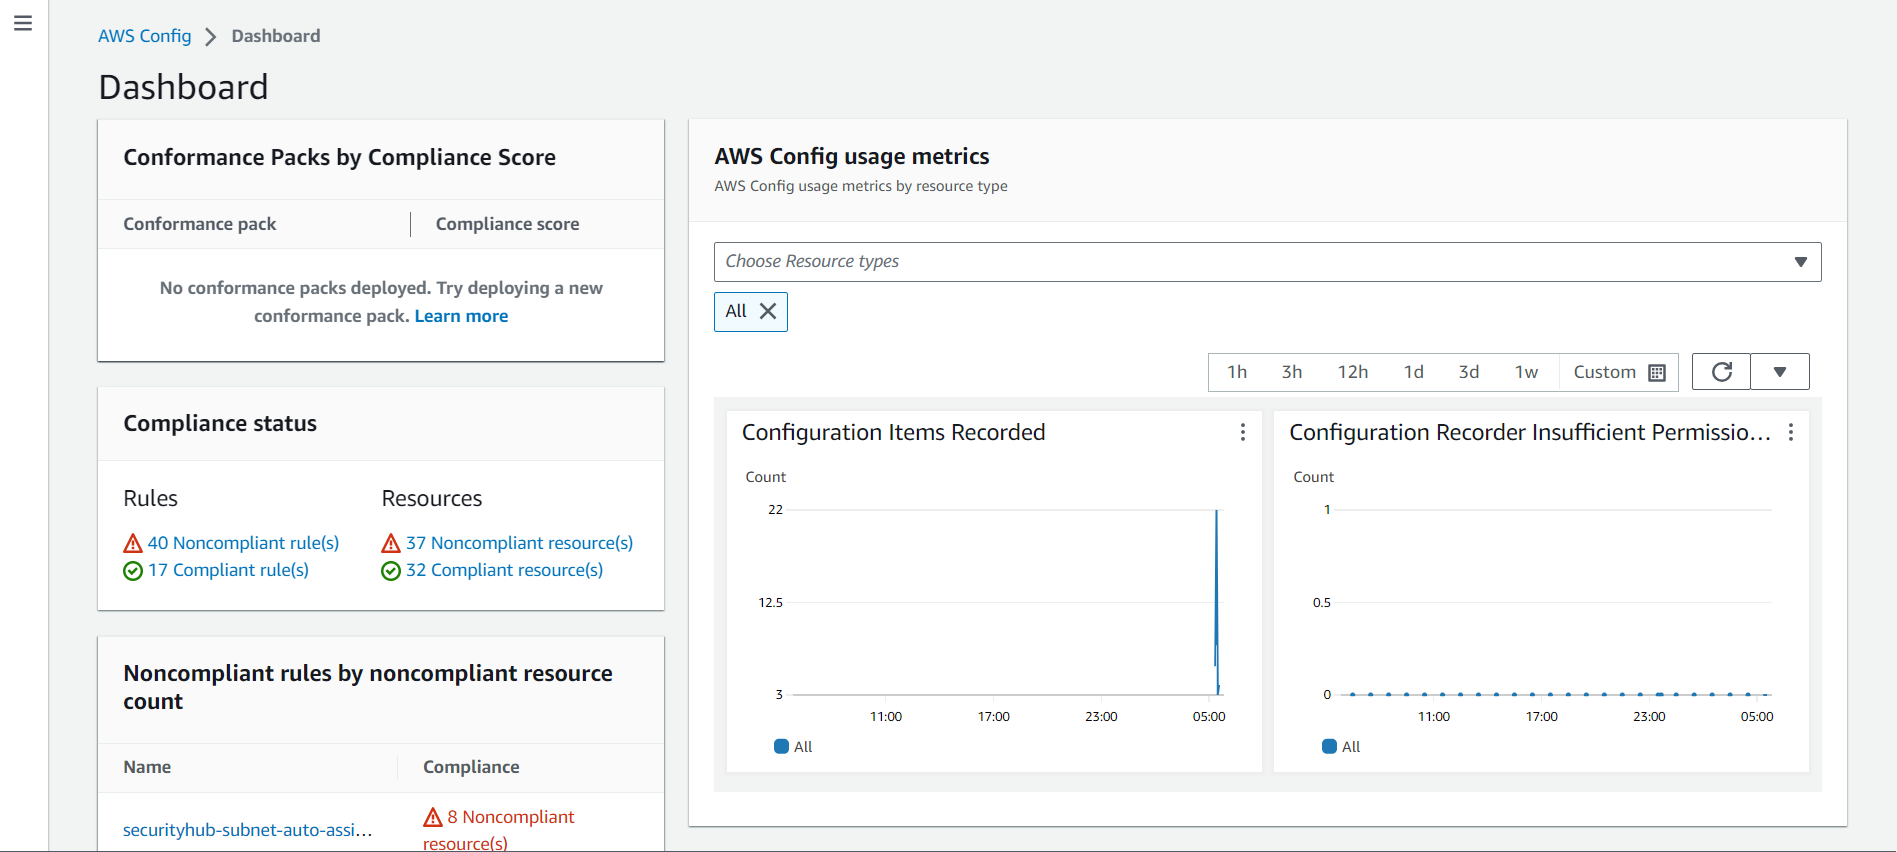 AWS Config > Dashboard
Dashboard
Conformance Packs by Compliance Score
Conformance pack
Compliance score
No conformance packs deployed. Try deploying a new
conformance pack. Learn more
Compliance status
Rules
Resources
40 Noncompliant rule(s)
37 Noncompliant resource(s)
17 Compliant rule(s)
32 Compliant resource(s)
Noncompliant rules by noncompliant resource
count
Name
Compliance
securityhub-subnet-auto-assi...
8 Noncompliant
resource(s)
AWS Config usage metrics
AWS Config usage metrics by resource type
Choose Resource types
All
1h 3h 12h 1d 3d 1w Custom
Configuration Items Recorded
Count
22
12.5
3
11:00 17:00 23:00 05:00
All
Configuration Recorder Insufficient Permissio...
Count
1
0.5
0
11:00 17:00 23:00 05:00
All